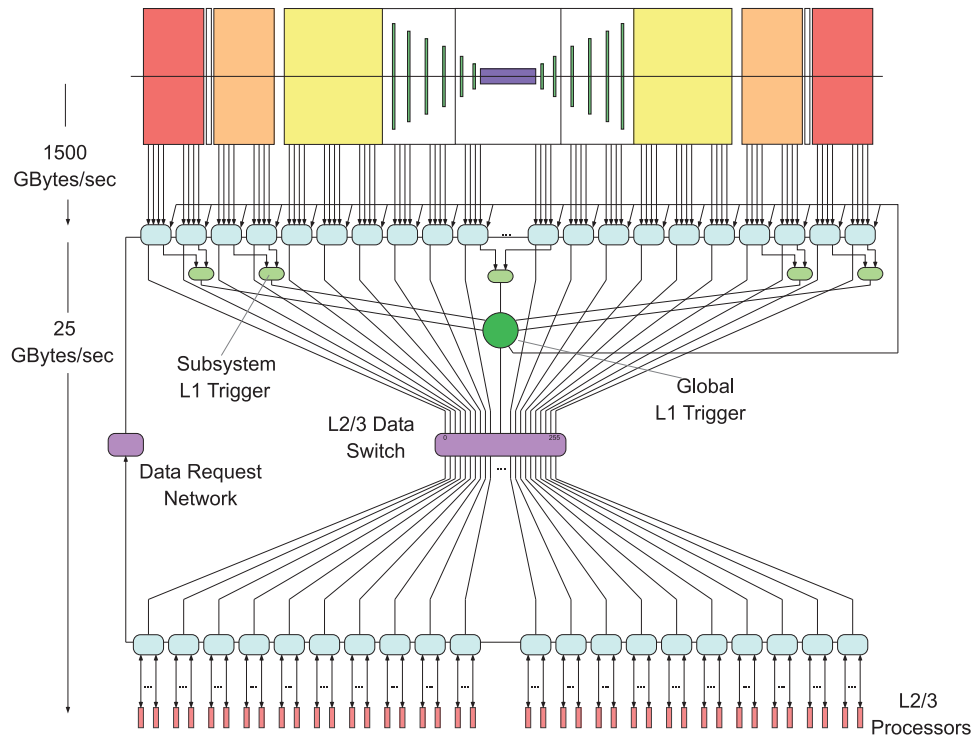 1500
GBytes/sec
...
25
GBytes/sec
Subsystem
L1 Trigger
Global
L1 Trigger
L2/3 Data
Switch
0
255
...
Data Request
Network
... ... ... ... ... ... ... ... ... ... ... ... ... ... ... ... ... ... ... ...
L2/3
Processors